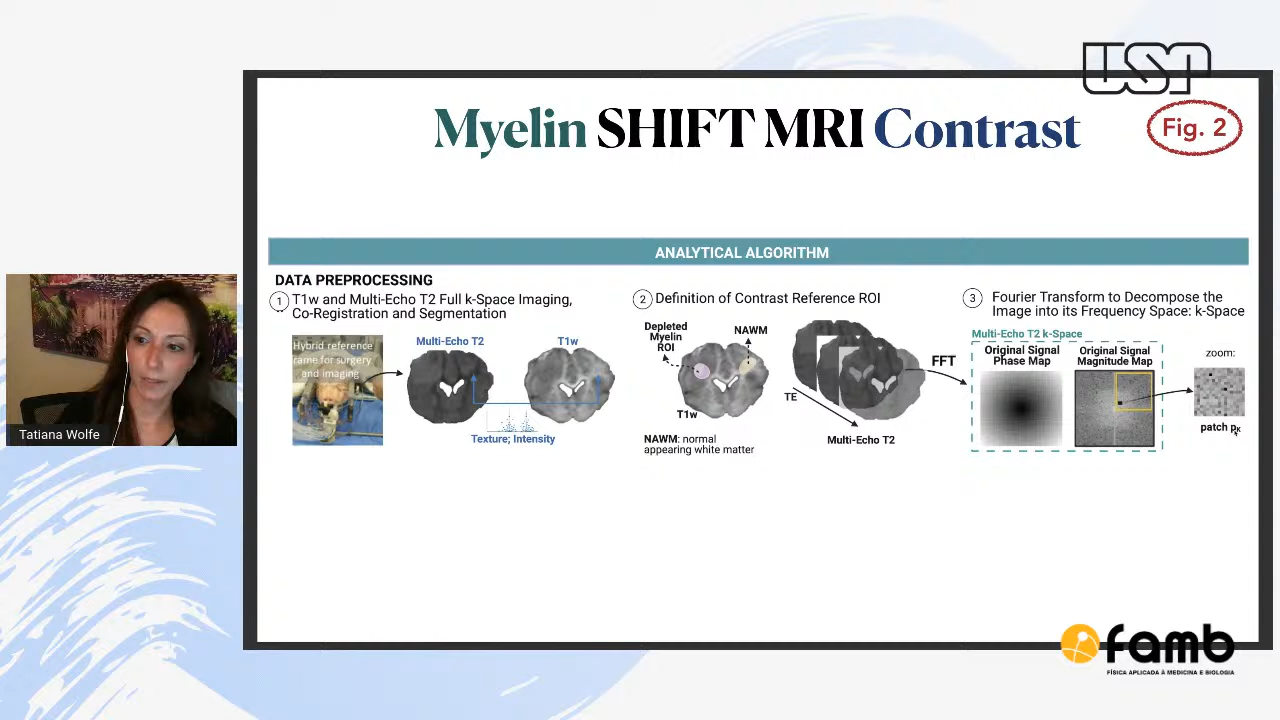 USP
Myelin SHIFT MRI Contrast
Fig. 2
ANALYTICAL ALGORITHM
DATA PREPROCESSING
1 T1w and Multi-Echo T2 Full k-Space Imaging,
Co-Registration and Segmentation
Hybrid reference
frame for surgery
and imaging
Multi-Echo T2
T1w
Texture; Intensity
2 Definition of Contrast Reference ROI
Depleted
Myelin
ROI
NAWM
T1w
NAWM: normal
appearing white matter
TE
Multi-Echo T2
FFT
3 Fourier Transform to Decompose the
Image into its Frequency Space: k-Space
Multi-Echo T2 k-Space
Original Signal
Phase Map
Original Signal
Magnitude Map
zoom:
patch pκ
Tatiana Wolfe
famb
FÍSICA APLICADA À MEDICINA E BIOLOGIA